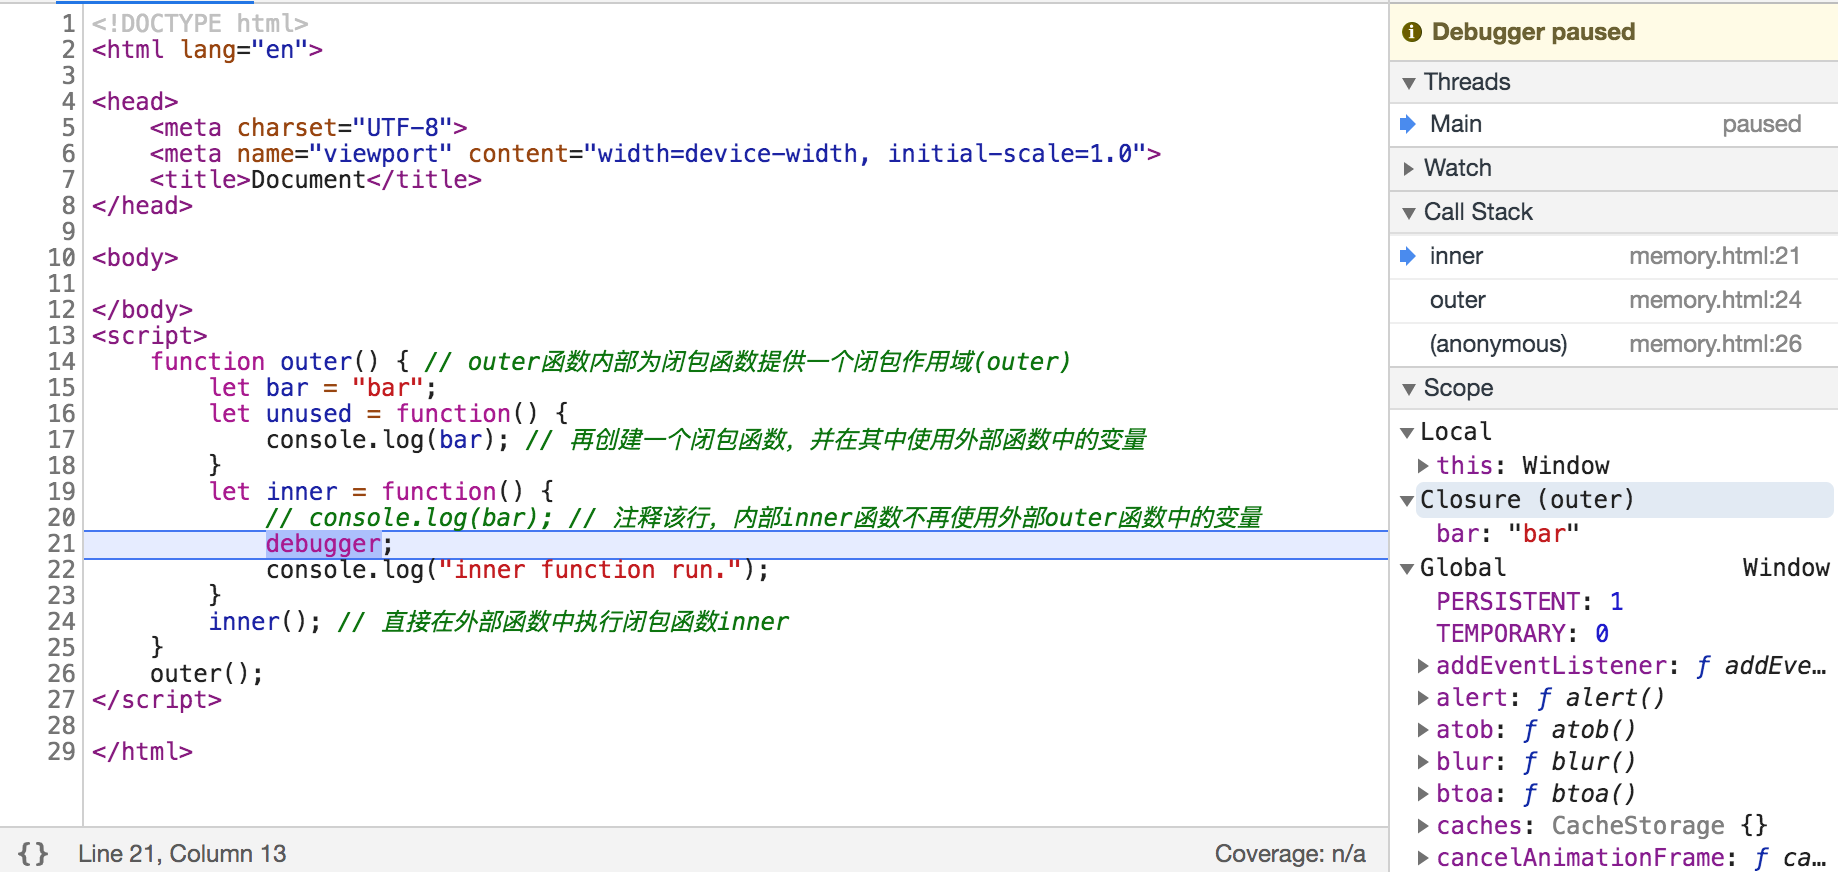 1 <!DOCTYPE html>
2 <html lang="en">
3
4 <head>
5     <meta charset="UTF-8">
6     <meta name="viewport" content="width=device-width, initial-scale=1.0">
7     <title>Document</title>
8 </head>
9
10 <body>
11
12 </body>
13 <script>
14     function outer() { // outer函数内部为闭包函数提供一个闭包作用域(outer)
15         let bar = "bar";
16         let unused = function() {
17             console.log(bar); // 再创建一个闭包函数，并在其中使用外部函数中的变量
18         }
19         let inner = function() {
20             // console.log(bar); // 注释该行，内部inner函数不再使用外部outer函数中的变量
21             debugger;
22             console.log("inner function run.");
23         }
24         inner(); // 直接在外部函数中执行闭包函数inner
25     }
26     outer();
27 </script>
28
29 </html>
{} Line 21, Column 13 Coverage: n/a
Debugger paused
Threads
Main paused
Watch
Call Stack
inner memory.html:21
outer memory.html:24
(anonymous) memory.html:26
Scope
Local
this: Window
Closure (outer)
bar: "bar"
Global Window
PERSISTENT: 1
TEMPORARY: 0
addEventListener: ƒ addEve…
alert: ƒ alert()
atob: ƒ atob()
blur: ƒ blur()
btoa: ƒ btoa()
caches: CacheStorage {}
cancelAnimationFrame: ƒ ca…